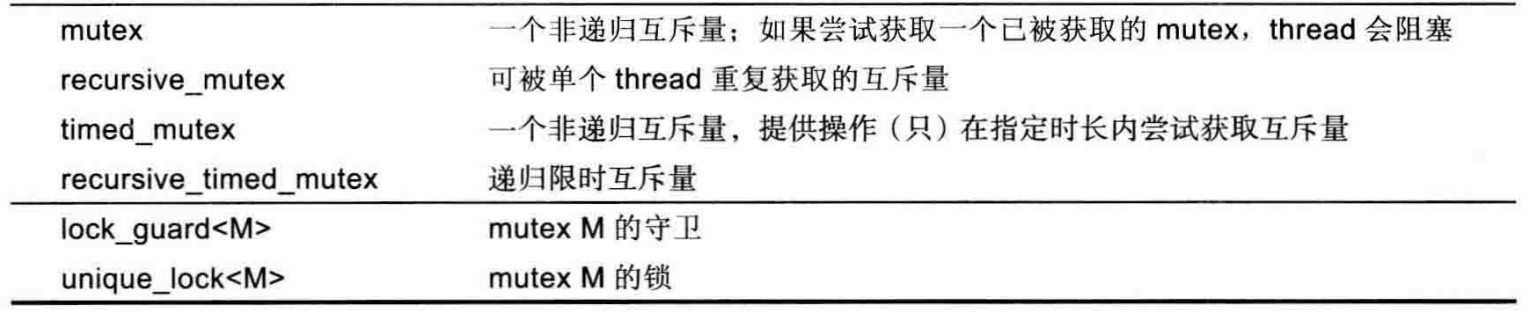 mutex 一个非递归互斥量；如果尝试获取一个已被获取的 mutex，thread 会阻塞
recursive_mutex 可被单个 thread 重复获取的互斥量
timed_mutex 一个非递归互斥量，提供操作（只）在指定时长内尝试获取互斥量
recursive_timed_mutex 递归限时互斥量
lock_guard<M> mutex M 的守卫
unique_lock<M> mutex M 的锁